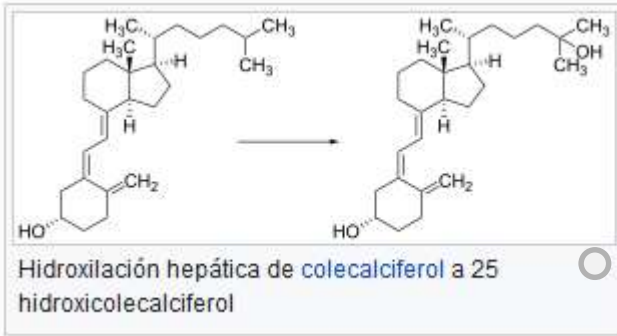 H₃C CH₃ H₃C CH₃
H₃C H H₃C OH
CH₃ H CH₃
H H
CH₂ CH₂
HO HO
Hidroxilación hepática de colecalciferol a 25
hidroxicolecalciferol